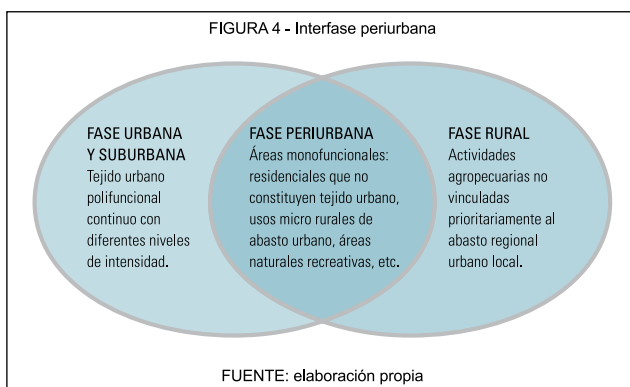 FIGURA 4 - Interfase periurbana
FASE URBANA
Y SUBURBANA
Tejido urbano
polifuncional
continuo con
diferentes niveles
de intensidad.
FASE PERIURBANA
Áreas monofuncionales:
residenciales que no
constituyen tejido urbano,
usos micro rurales de
abasto urbano, áreas
naturales recreativas, etc.
FASE RURAL
Actividades
agropecuarias no
vinculadas
prioritariamente al
abasto regional
urbano local.
FUENTE: elaboración propia